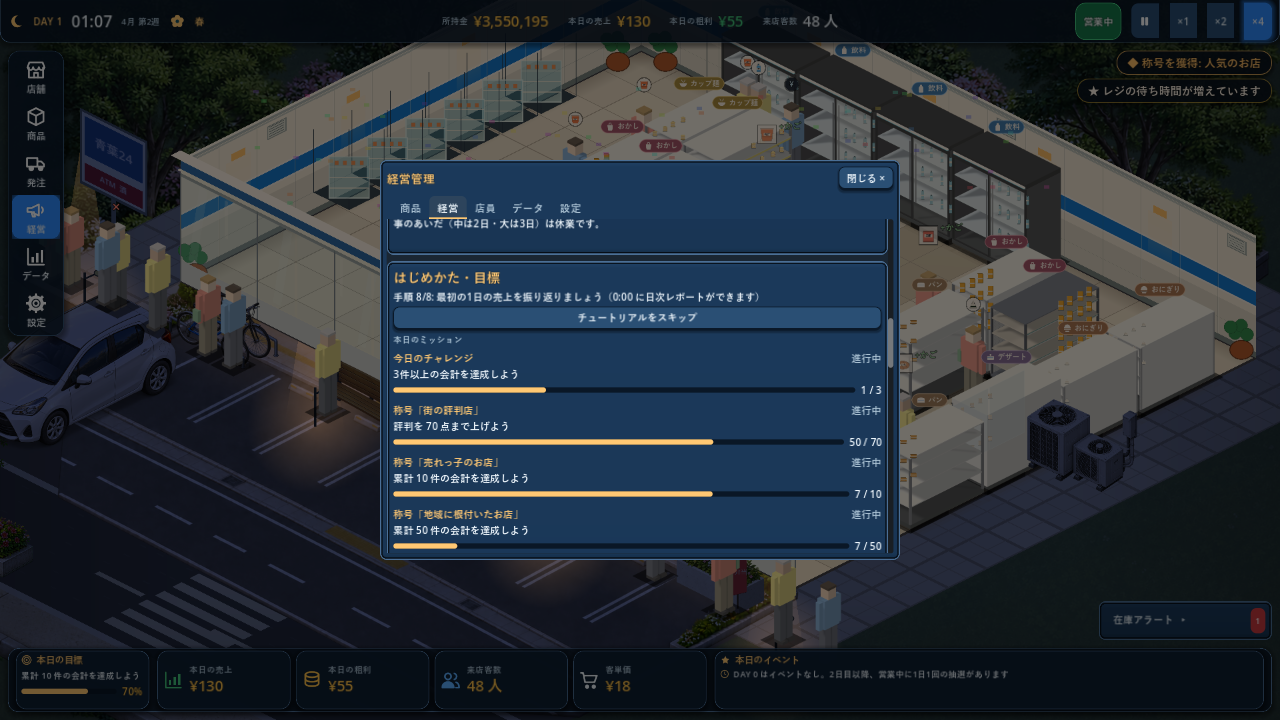 DAY 1 01:07 4月 第2週
所持金 ¥3,550,195 本日の売上 ¥130 本日の粗利 ¥55 来店客数 48 人
営業中 ×1 ×2 ×4
◆ 称号を獲得: 人気のお店
★ レジの待ち時間が増えています
店舗
商品
発注
経営
データ
設定
青葉24
ATM 酒
飲料
カップ麺
飲料
カップ麺
おかし
飲料
おかし
おかし
おかし
パン
おにぎり
おにぎり
デザート
パン
経営管理
閉じる ×
商品 経営 店員 データ 設定
事のあいだ（中は2日・大は3日）は休業です。
はじめかた・目標
手順 8/8: 最初の1日の売上を振り返りましょう（0:00 に日次レポートができます）
チュートリアルをスキップ
本日のミッション
今日のチャレンジ 進行中
3件以上の会計を達成しよう
1 / 3
称号「街の評判店」 進行中
評判を 70 点まで上げよう
50 / 70
称号「売れっ子のお店」 進行中
累計 10 件の会計を達成しよう
7 / 10
称号「地域に根付いたお店」 進行中
累計 50 件の会計を達成しよう
7 / 50
在庫アラート 1
本日の目標
累計 10 件の会計を達成しよう
70%
本日の売上
¥130
本日の粗利
¥55
来店客数
48 人
客単価
¥18
★ 本日のイベント
DAY 0 はイベントなし。2日目以降、営業中に1日1回の抽選があります